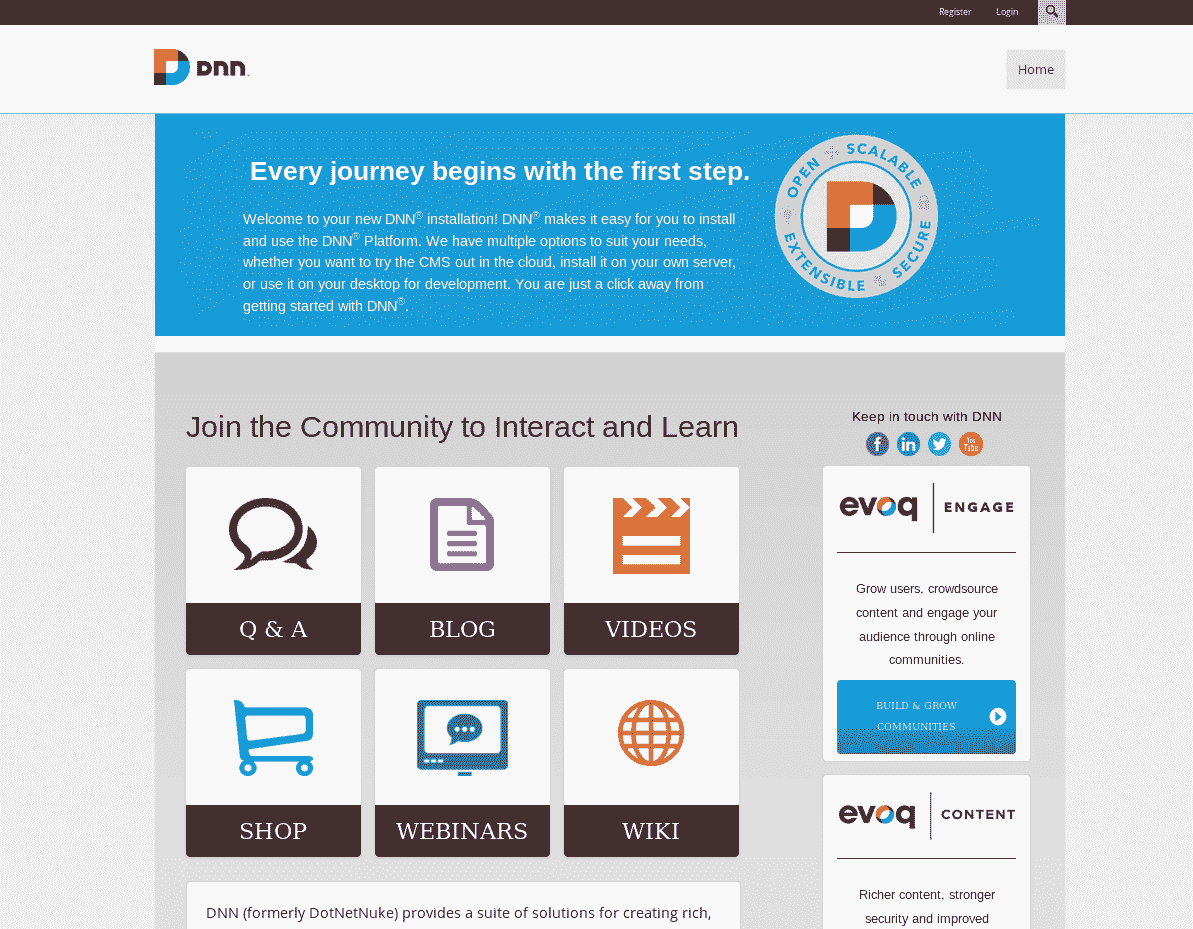 Register Login
DNN
Home
Every journey begins with the first step.
Welcome to your new DNN® installation! DNN® makes it easy for you to install
and use the DNN® Platform. We have multiple options to suit your needs,
whether you want to try the CMS out in the cloud, install it on your own server,
or use it on your desktop for development. You are just a click away from
getting started with DNN®.
OPEN SCALABLE
EXTENSIBLE SECURE
Join the Community to Interact and Learn
Q & A
BLOG
VIDEOS
SHOP
WEBINARS
WIKI
DNN (formerly DotNetNuke) provides a suite of solutions for creating rich,
Keep in touch with DNN
f in You Tube
evoq ENGAGE
Grow users, crowdsource
content and engage your
audience through online
communities.
BUILD & GROW
COMMUNITIES
evoq CONTENT
Richer content, stronger
security and improved